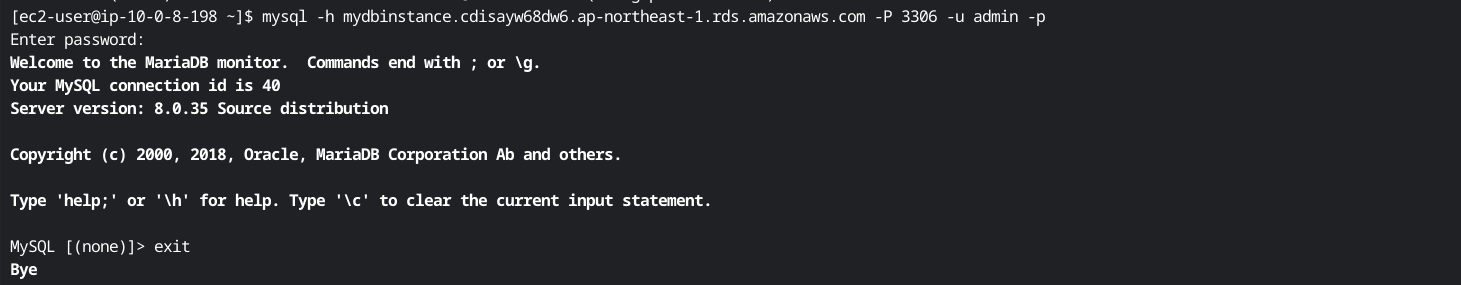 [ec2-user@ip-10-0-8-198 ~]$ mysql -h mydbinstance.cdisayw68dw6.ap-northeast-1.rds.amazonaws.com -P 3306 -u admin -p
Enter password:
Welcome to the MariaDB monitor.  Commands end with ; or \g.
Your MySQL connection id is 40
Server version: 8.0.35 Source distribution

Copyright (c) 2000, 2018, Oracle, MariaDB Corporation Ab and others.

Type 'help;' or '\h' for help. Type '\c' to clear the current input statement.

MySQL [(none)]> exit
Bye